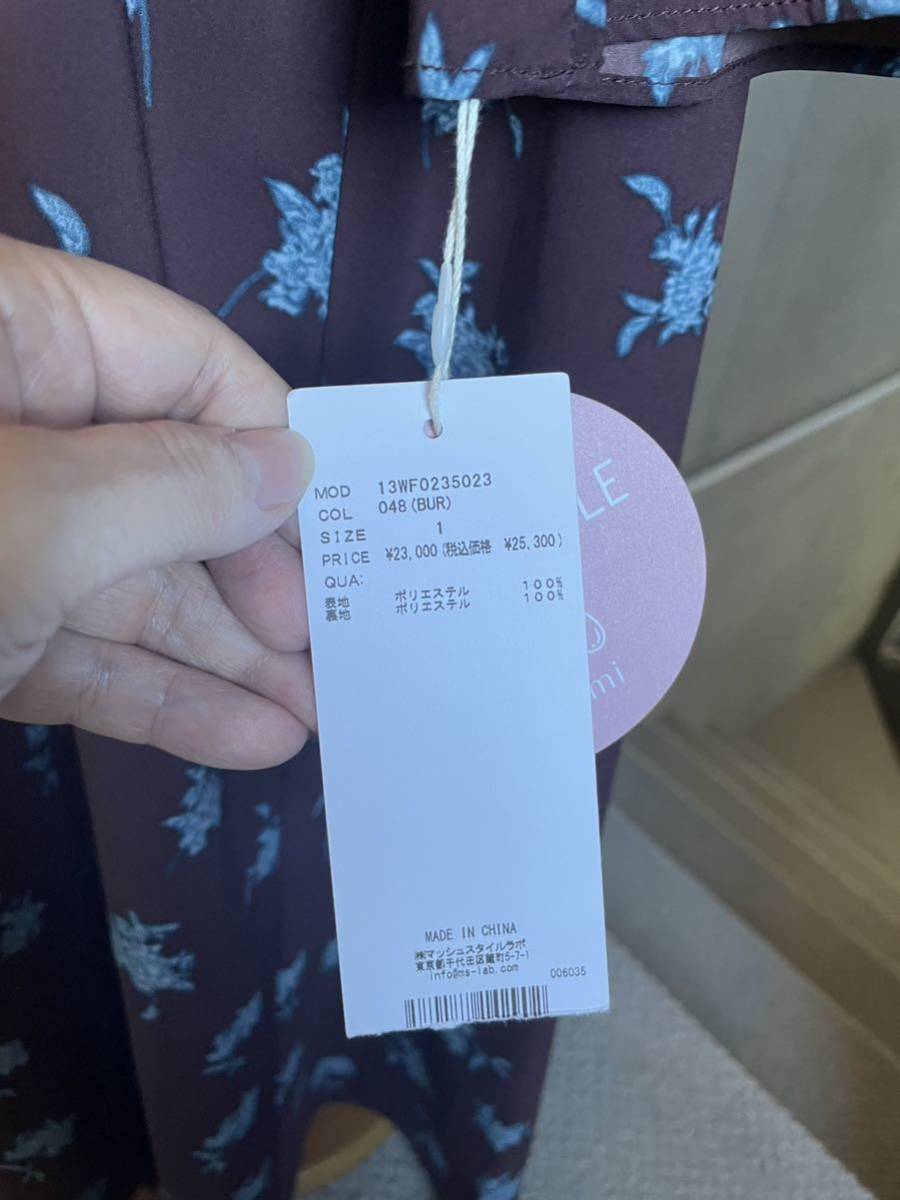 MOD 13WF0235023
COL 048(BUR)
SIZE 1
PRICE ¥23,000(税込価格 ¥25,300)
QUA:
表地 ポリエステル 100%
裏地 ポリエステル 100%
MADE IN CHINA
㈱マッシュスタイルラボ
東京都千代田区麹町5-7-1
info@ms-lab.com
006035
LE
mi